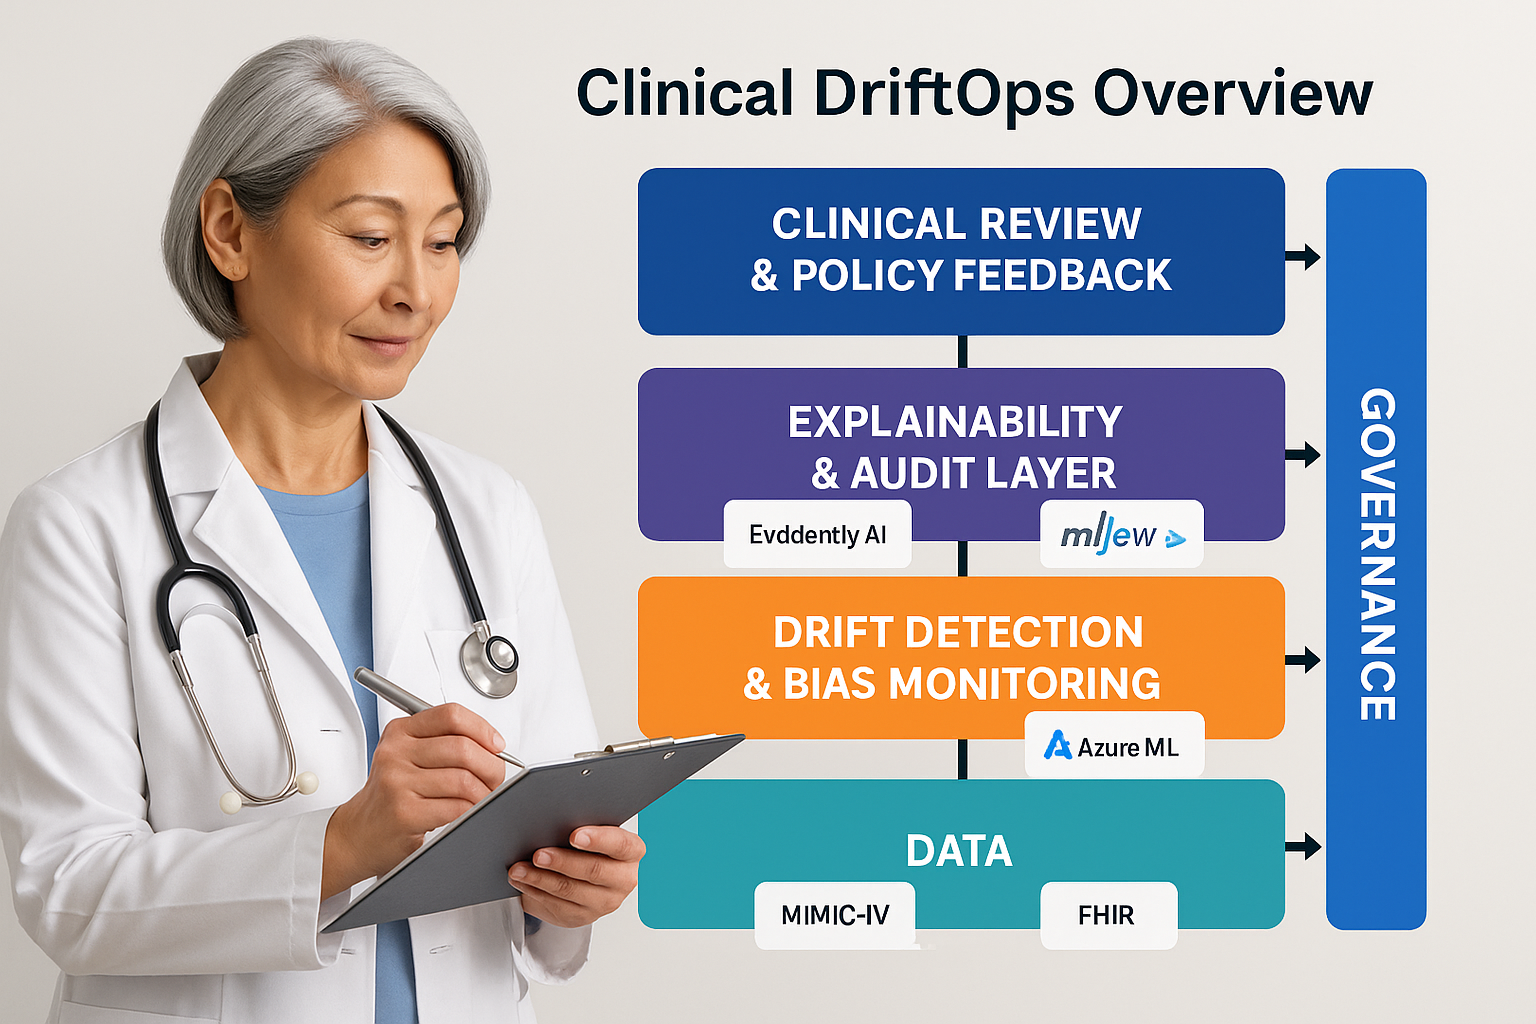 Clinical DriftOps Overview
CLINICAL REVIEW
& POLICY FEEDBACK
EXPLAINABILITY
& AUDIT LAYER
Evddently AI
mlJew
DRIFT DETECTION
& BIAS MONITORING
Azure ML
DATA
MIMIC-IV
FHIR
GOVERNANCE